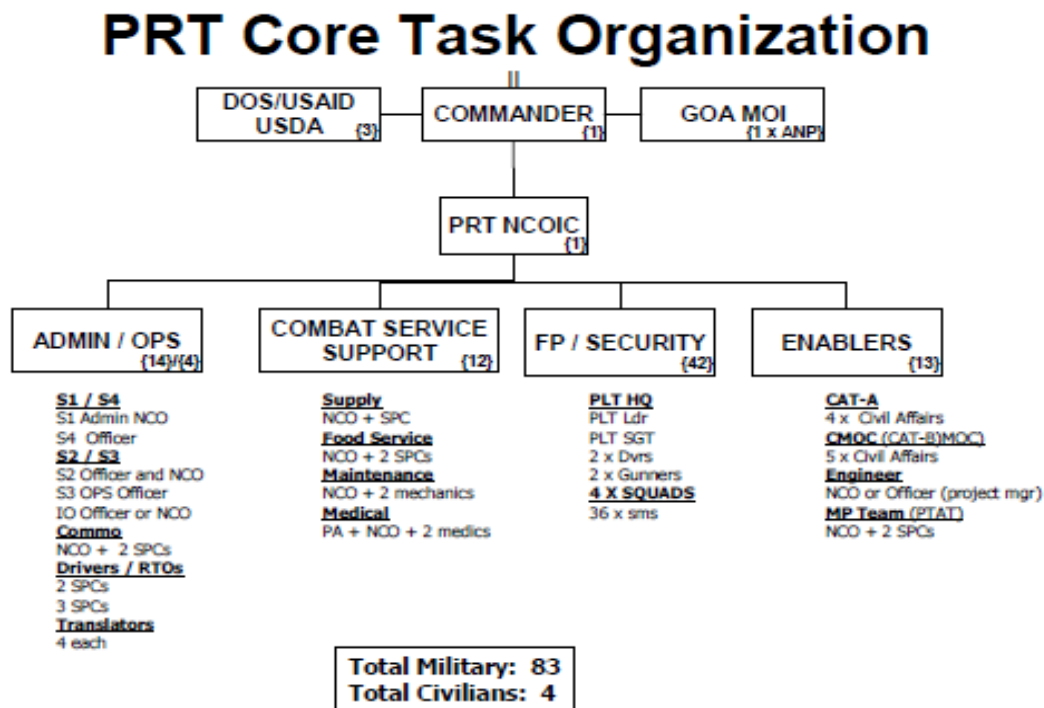 PRT Core Task Organization
DOS/USAID
USDA {3}
COMMANDER
{1}
GOA MOI
{1 x ANP}
PRT NCOIC
{1}
ADMIN / OPS
{14}/{4}
COMBAT SERVICE
SUPPORT {12}
FP / SECURITY
{42}
ENABLERS
{13}
S1 / S4
S1 Admin NCO
S4 Officer
S2 / S3
S2 Officer and NCO
S3 OPS Officer
IO Officer or NCO
Commo
NCO + 2 SPCs
Drivers / RTOs
2 SPCs
3 SPCs
Translators
4 each
Supply
NCO + SPC
Food Service
NCO + 2 SPCs
Maintenance
NCO + 2 mechanics
Medical
PA + NCO + 2 medics
PLT HQ
PLT Ldr
PLT SGT
2 x Dvrs
2 x Gunners
4 X SQUADS
36 x sms
CAT-A
4 x Civil Affairs
CMOC (CAT-B)MOC)
5 x Civil Affairs
Engineer
NCO or Officer (project mgr)
MP Team (PTAT)
NCO + 2 SPCs
Total Military: 83
Total Civilians: 4